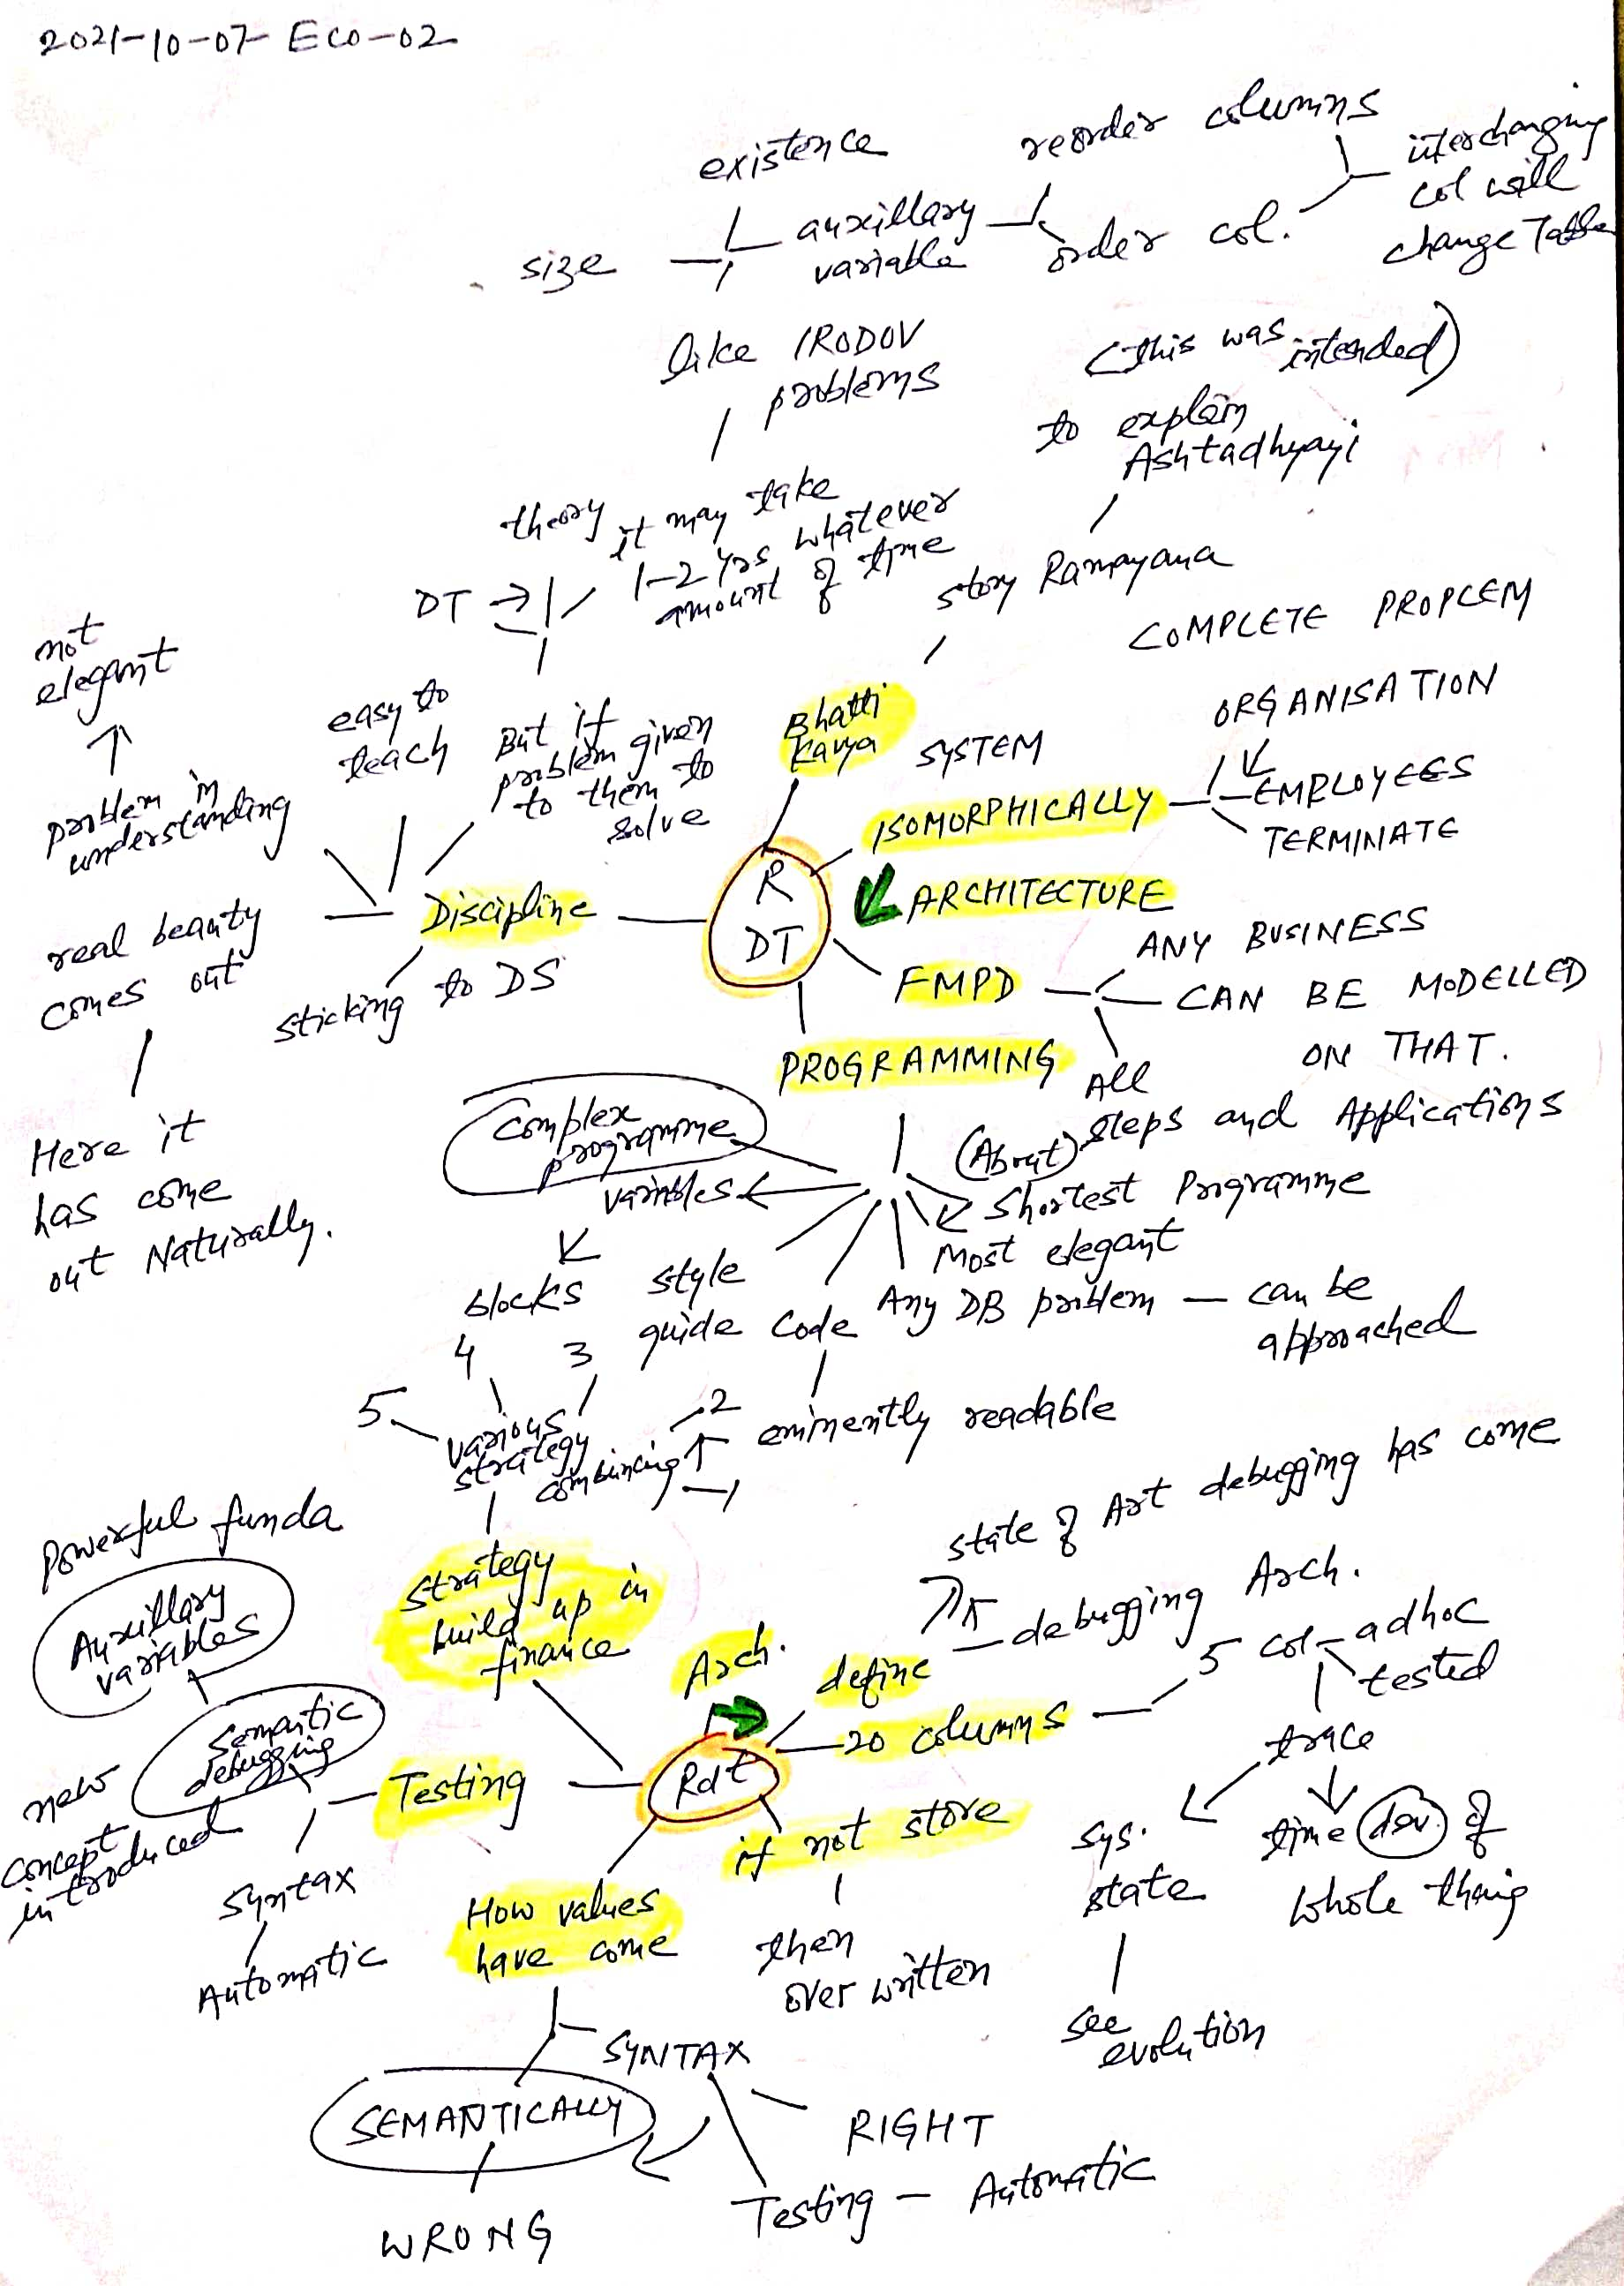 2021-10-07- Eco-02
existence
reorder columns
interchanging
col will
change Table
size
auxillary
variable
order col.
like IRODOV
problems
(this was intended)
to explain
Ashtadhyayi
theory
it may take
1-2 yrs whatever
amount of time
DT →
story Ramayana
COMPLETE PROPLEM
not
elegant
easy to
teach
But if
problem given
to them to
solve
Bhatti
Kavya
SYSTEM
ORGANISATION
EMPLOYEES
TERMINATE
ISOMORPHICALLY
problem in
understanding
R
DT
ARCHITECTURE
Discipline
real beauty
comes out
sticking to DS
FMPD
ANY BUSINESS
CAN BE MODELLED
ON THAT.
PROGRAMMING
Here it
has come
out Naturally.
Complex
programme
variables
All
(About) steps and Applications
Shortest Programme
Most elegant
blocks
style
guide
Code
Any DB problem — can be
approached
4
3
5
2
1
various
strategy
combining
eminently readable
Powerful funda
Auxillary
variables
strategy
build up in
finance
state of Art debugging has come
debugging Arch.
Arch.
define
20 columns — 5 col - adhoc
tested
Semantic
debugging
new
concept
introduced
Testing
Rdt
trace
if not store
sys.
state
time dev. of
whole thing
Syntax
Automatic
How values
have come
then
over written
see
evolution
SYNTAX
SEMANTICALLY
RIGHT
WRONG
Testing — Automatic